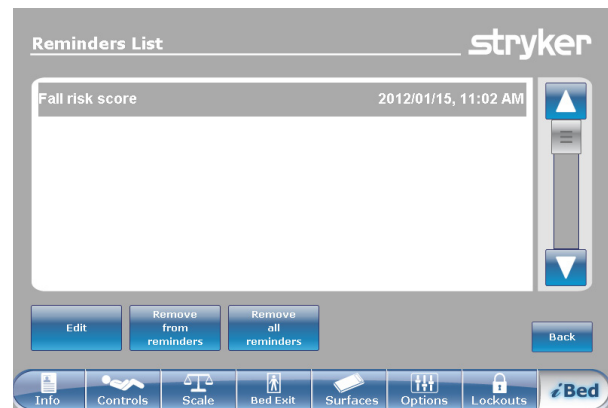 Reminders List
stryker
Fall risk score 2012/01/15, 11:02 AM
Edit
Remove
from
reminders
Remove
all
reminders
Back
Info
Controls
Scale
Bed Exit
Surfaces
Options
Lockouts
iBed